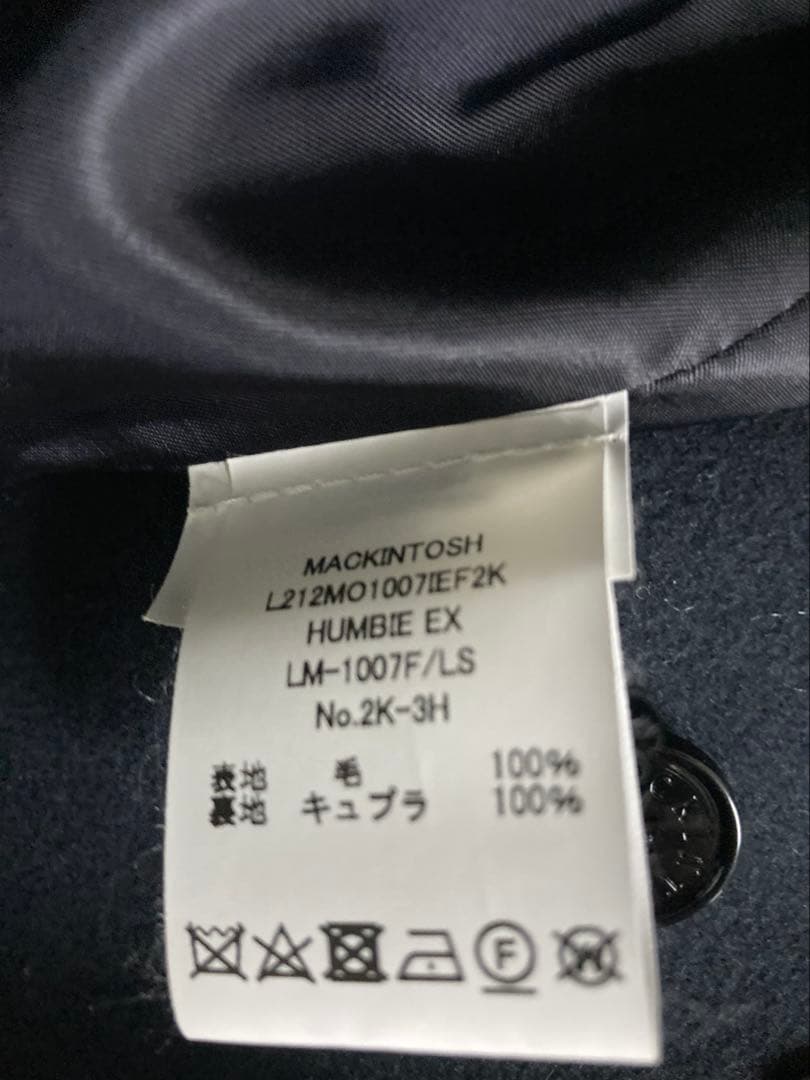 MACKINTOSH
L212MO1007IEF2K
HUMBIE EX
LM-1007F/LS
No.2K-3H
表地 毛 100%
裏地 キュプラ 100%
F
W